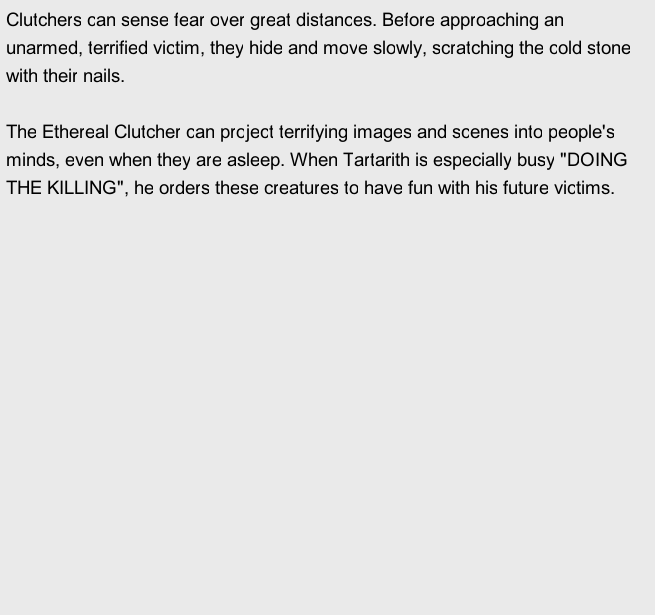 Clutchers can sense fear over great distances. Before approaching an
unarmed, terrified victim, they hide and move slowly, scratching the cold stone
with their nails.

The Ethereal Clutcher can project terrifying images and scenes into people's
minds, even when they are asleep. When Tartarith is especially busy "DOING
THE KILLING", he orders these creatures to have fun with his future victims.